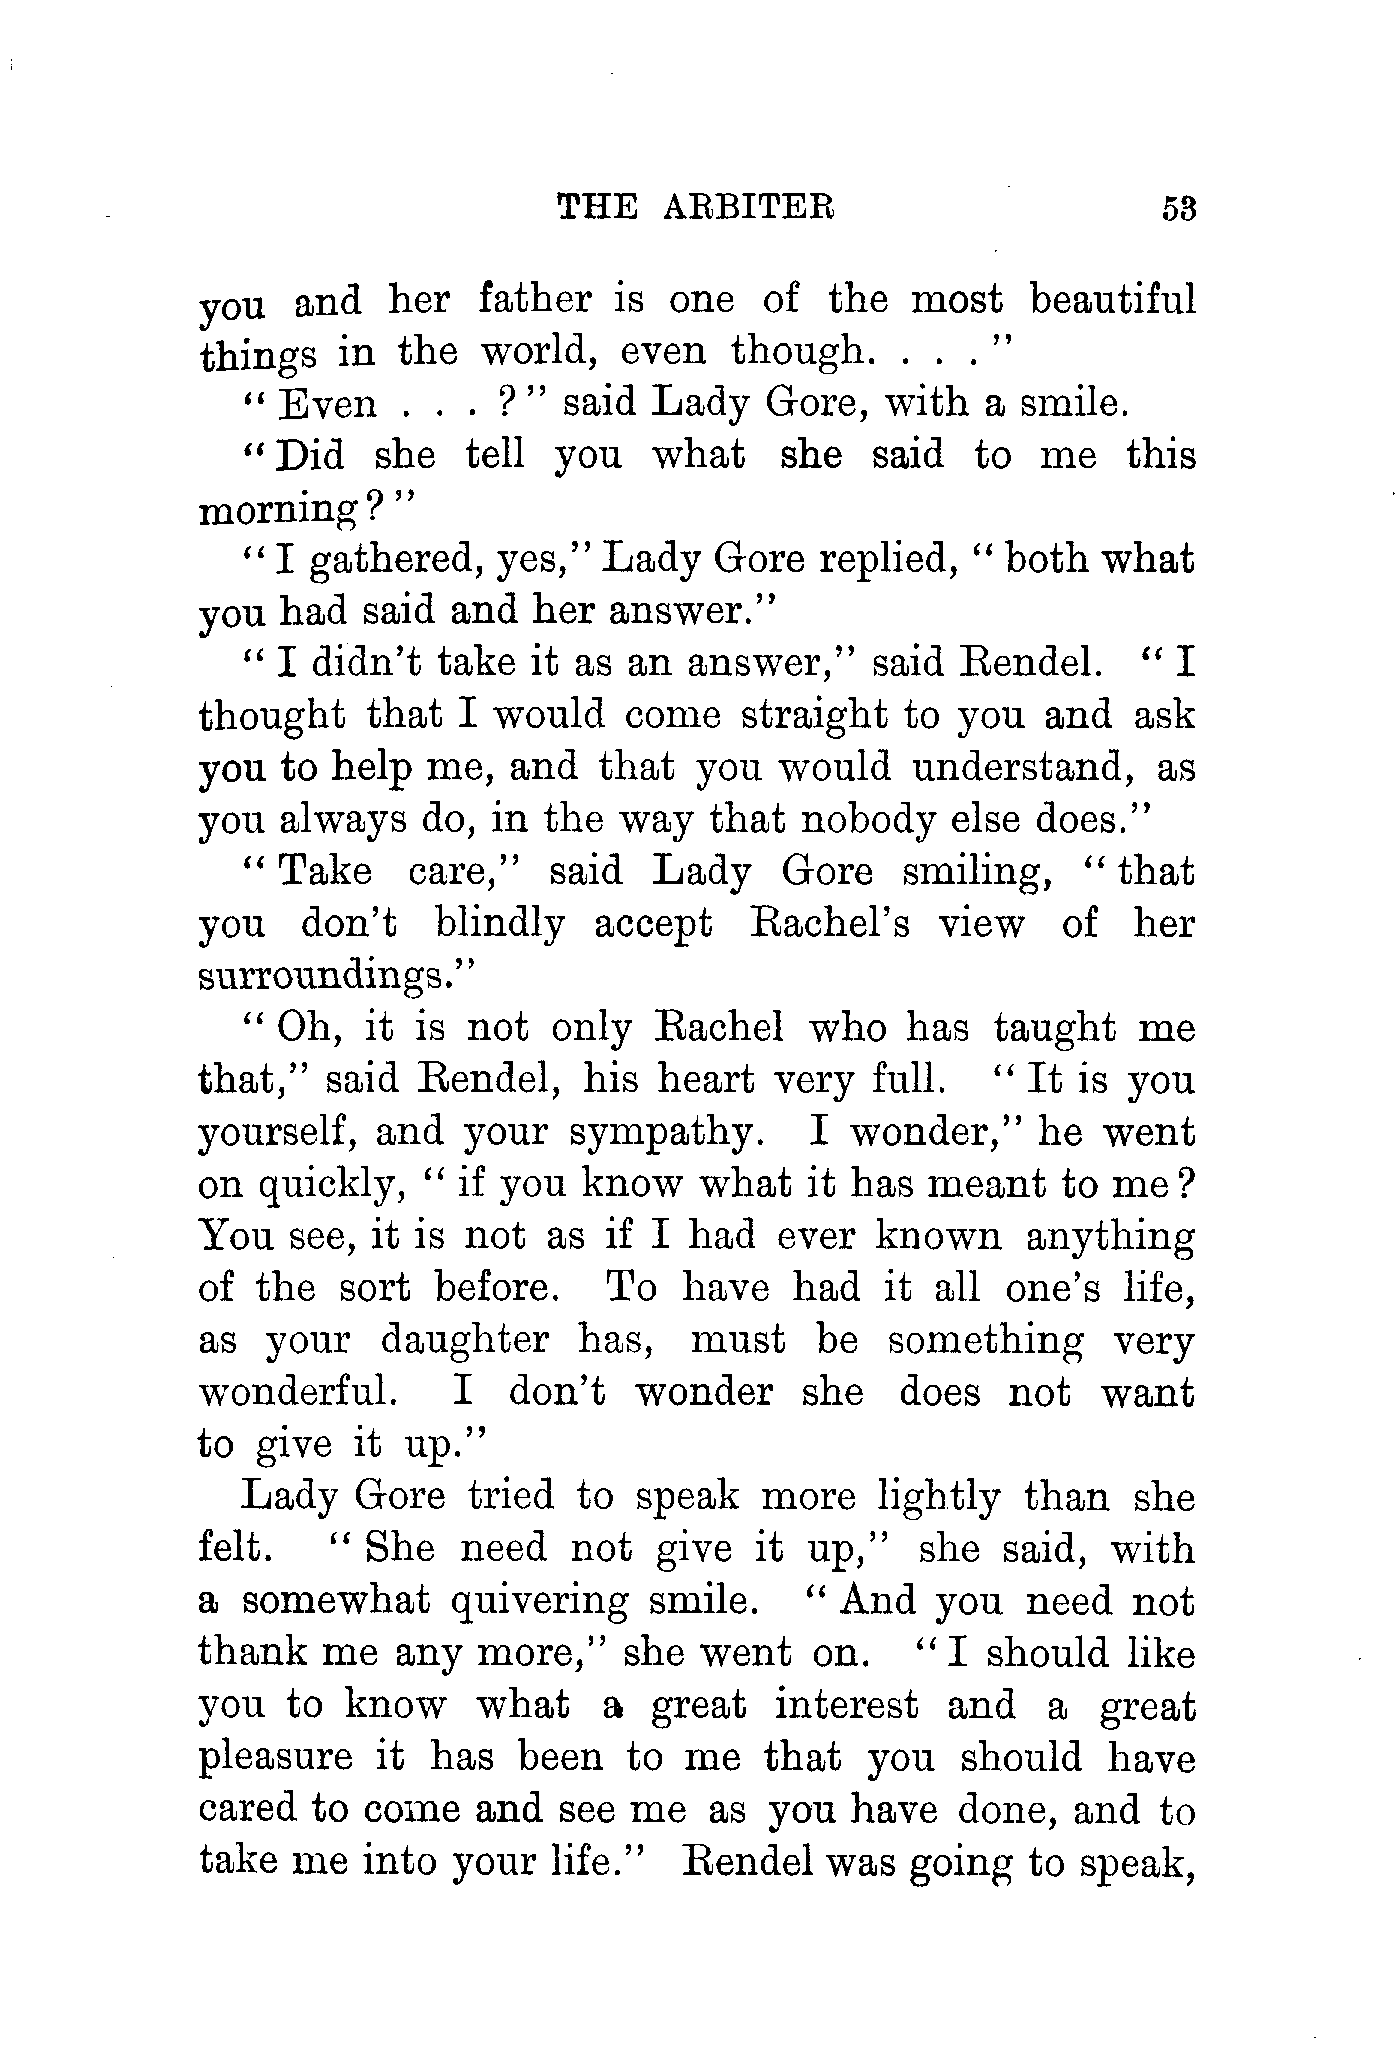 THE ARBITER 53
you and her father is one of the most beautiful
things in the world, even though. . . . ”
“ Even . . . ? ” said Lady Gore, with a smile.
“ Did she tell you what she said to me this
morning ? ”
“ I gathered, yes,” Lady Gore replied, “ both what
you had said and her answer.”
“ I didn’t take it as an answer,” said Rendel. “ I
thought that I would come straight to you and ask
you to help me, and that you would understand, as
you always do, in the way that nobody else does.”
“ Take care,” said Lady Gore smiling, “ that
you don’t blindly accept Rachel’s view of her
surroundings.”
“ Oh, it is not only Rachel who has taught me
that,” said Rendel, his heart very full. “ It is you
yourself, and your sympathy. I wonder,” he went
on quickly, “ if you know what it has meant to me ?
You see, it is not as if I had ever known anything
of the sort before. To have had it all one’s life,
as your daughter has, must be something very
wonderful. I don’t wonder she does not want
to give it up.”
Lady Gore tried to speak more lightly than she
felt. “ She need not give it up,” she said, with
a somewhat quivering smile. “ And you need not
thank me any more,” she went on. “ I should like
you to know what a great interest and a great
pleasure it has been to me that you should have
cared to come and see me as you have done, and to
take me into your life.” Rendel was going to speak,